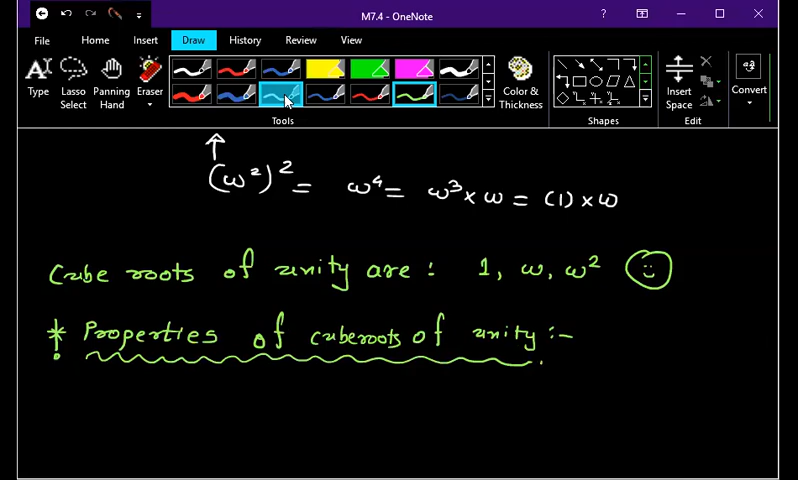 M7.4 - OneNote
File Home Insert Draw History Review View
Type Lasso Select Panning Hand Eraser Color & Thickness Insert Space Convert
Tools Shapes Edit
(ω²)² = ω⁴ = ω³ × ω = (1) × ω
Cube roots of unity are : 1, ω, ω²
* Properties of cuberoots of unity :-